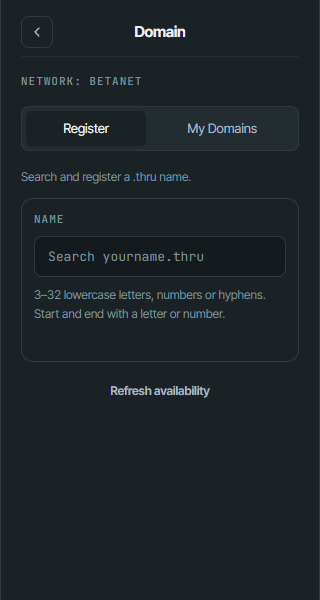 Domain
NETWORK: BETANET
Register
My Domains
Search and register a .thru name.
NAME
Search yourname.thru
3–32 lowercase letters, numbers or hyphens.
Start and end with a letter or number.
Refresh availability